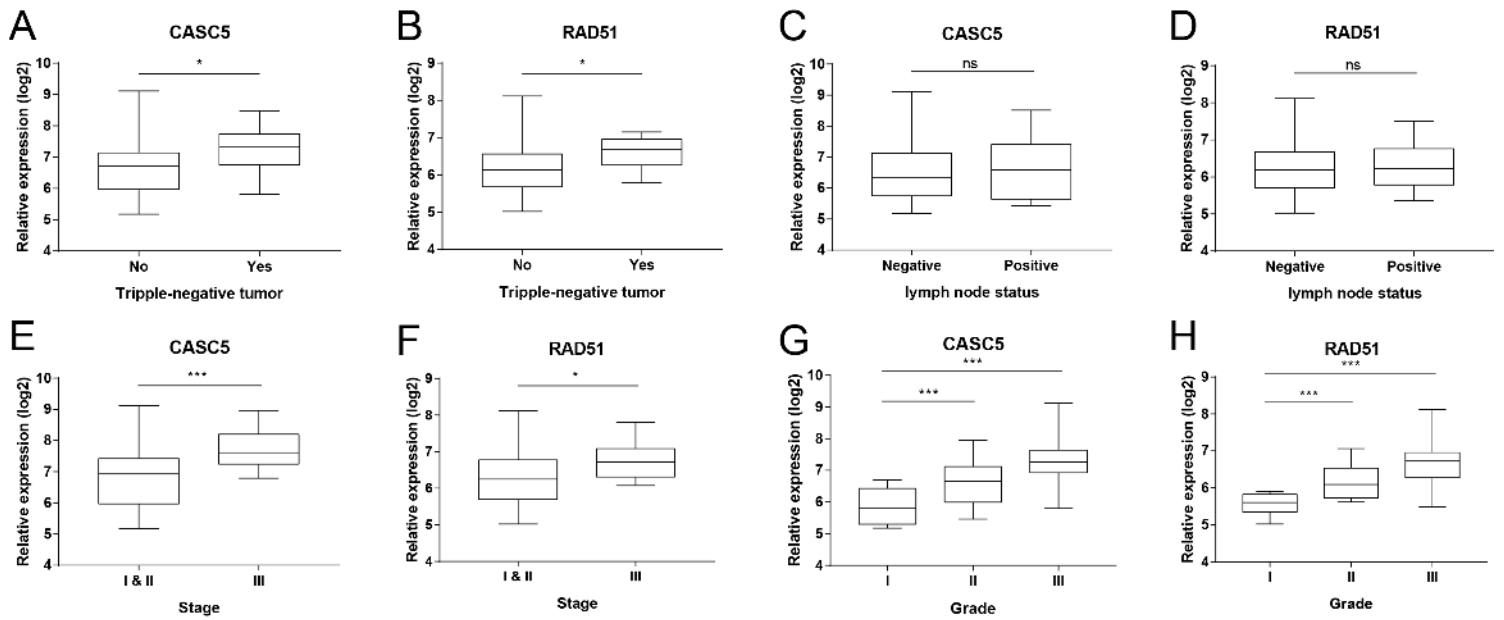 A
CASC5
*
Relative expression (log2)
10
9
8
7
6
5
4
No Yes
Tripple-negative tumor
B
RAD51
*
Relative expression (log2)
9
8
7
6
5
4
No Yes
Tripple-negative tumor
C
CASC5
ns
Relative expression (log2)
10
9
8
7
6
5
4
Negative Positive
lymph node status
D
RAD51
ns
Relative expression (log2)
9
8
7
6
5
4
Negative Positive
lymph node status
E
CASC5
***
Relative expression (log2)
10
9
8
7
6
5
4
I & II III
Stage
F
RAD51
*
Relative expression (log2)
9
8
7
6
5
4
I & II III
Stage
G
CASC5
***
***
Relative expression (log2)
10
9
8
7
6
5
4
I II III
Grade
H
RAD51
***
***
Relative expression (log2)
9
8
7
6
5
4
I II III
Grade